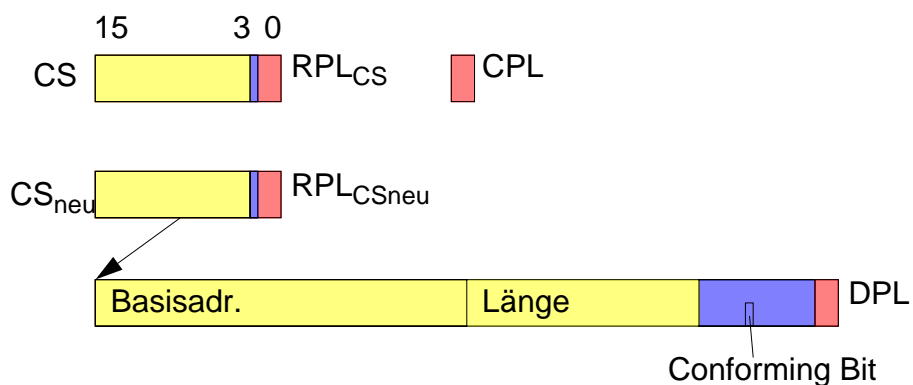 15 3 0
CS RPLCS CPL
CSneu RPLCSneu
Basisadr. Länge DPL
Conforming Bit